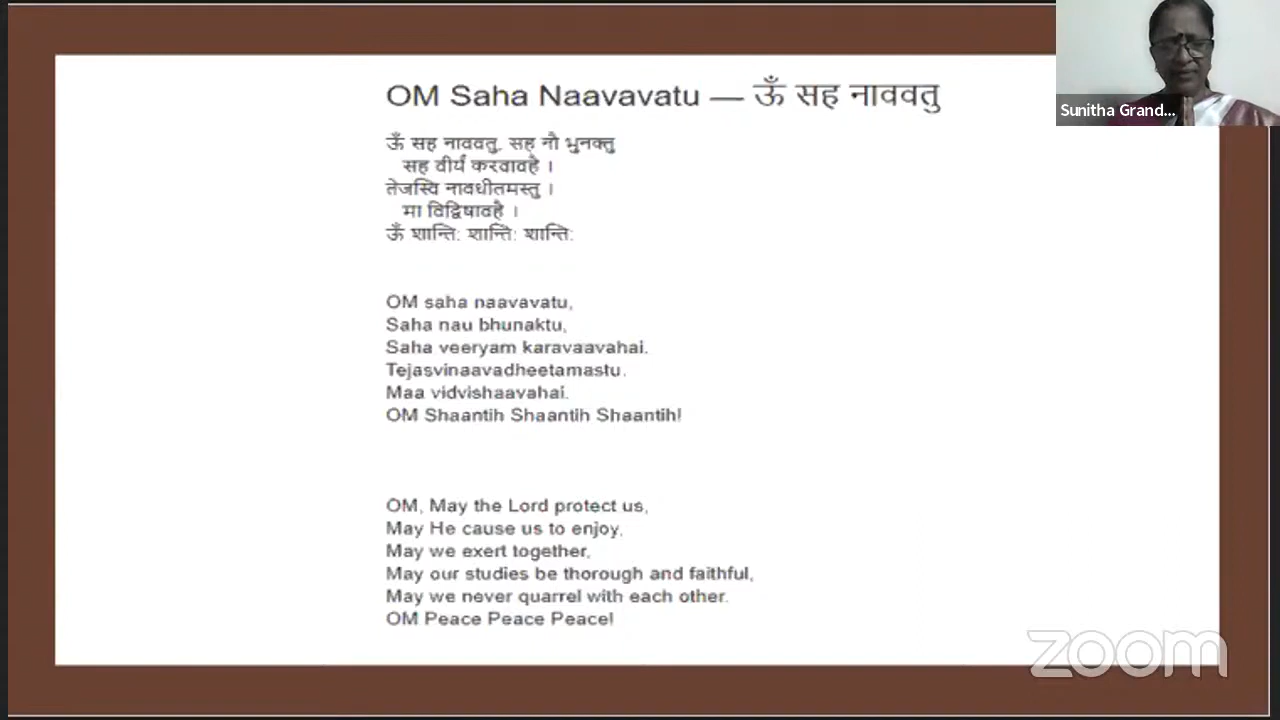 OM Saha Naavavatu — ऊँ सह नाववतु
ऊँ सह नाववतु, सह नौ भुनक्तु
सह वीर्यं करवावहै ।
तेजस्वि नावधीतमस्तु ।
मा विद्विषावहै ।
ऊँ शान्ति: शान्ति: शान्ति:
OM saha naavavatu,
Saha nau bhunaktu,
Saha veeryam karavaavahai.
Tejasvinaavadheetamastu.
Maa vidvishaavahai.
OM Shaantih Shaantih Shaantih!
OM, May the Lord protect us,
May He cause us to enjoy,
May we exert together,
May our studies be thorough and faithful,
May we never quarrel with each other.
OM Peace Peace Peace!
Sunitha Grand...
zoom